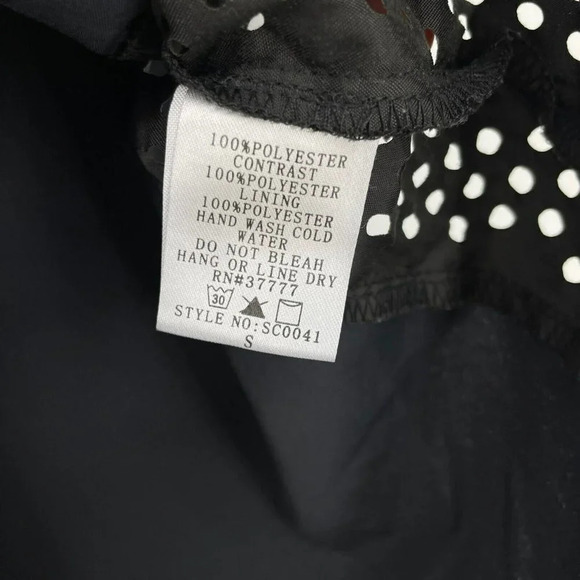 100%POLYESTER
CONTRAST
100%POLYESTER
LINING
100%POLYESTER
HAND WASH COLD
WATER
DO NOT BLEAH
HANG OR LINE DRY
RN#37777
30
STYLE NO:SC0041
S